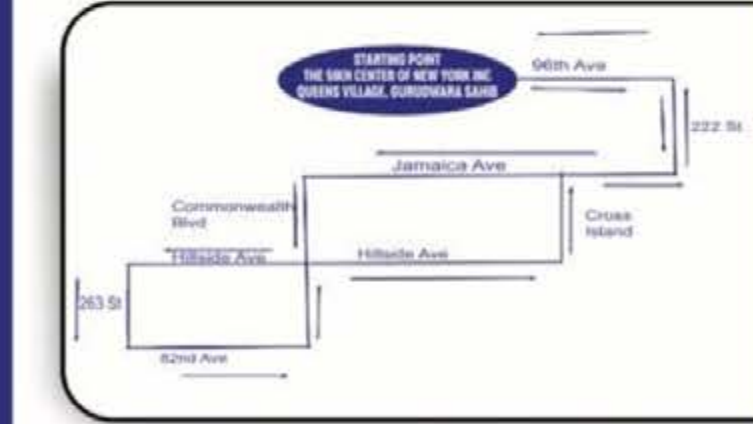 STARTING POINT
THE SIKH CENTER OF NEW YORK INC
QUEENS VILLAGE, GURUDWARA SAHIB
96th Ave
222 St
Jamaica Ave
Commonwealth
Blvd
Cross
Island
Hillside Ave
Hillside Ave
263 St
82nd Ave